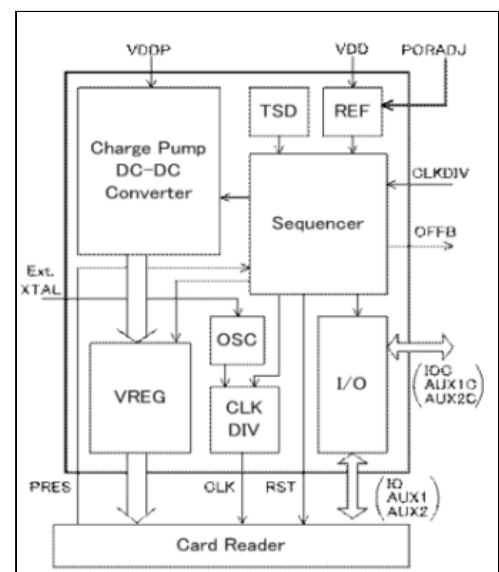 VDDP
VDD
PORADJ
TSD
REF
Charge Pump
DC-DC
Converter
CLKDIV
Sequencer
OFFB
Ext.
XTAL
OSC
VREG
CLK
DIV
I/O
IOC
AUX1C
AUX2C
PRES
CLK
RST
IO
AUX1
AUX2
Card Reader